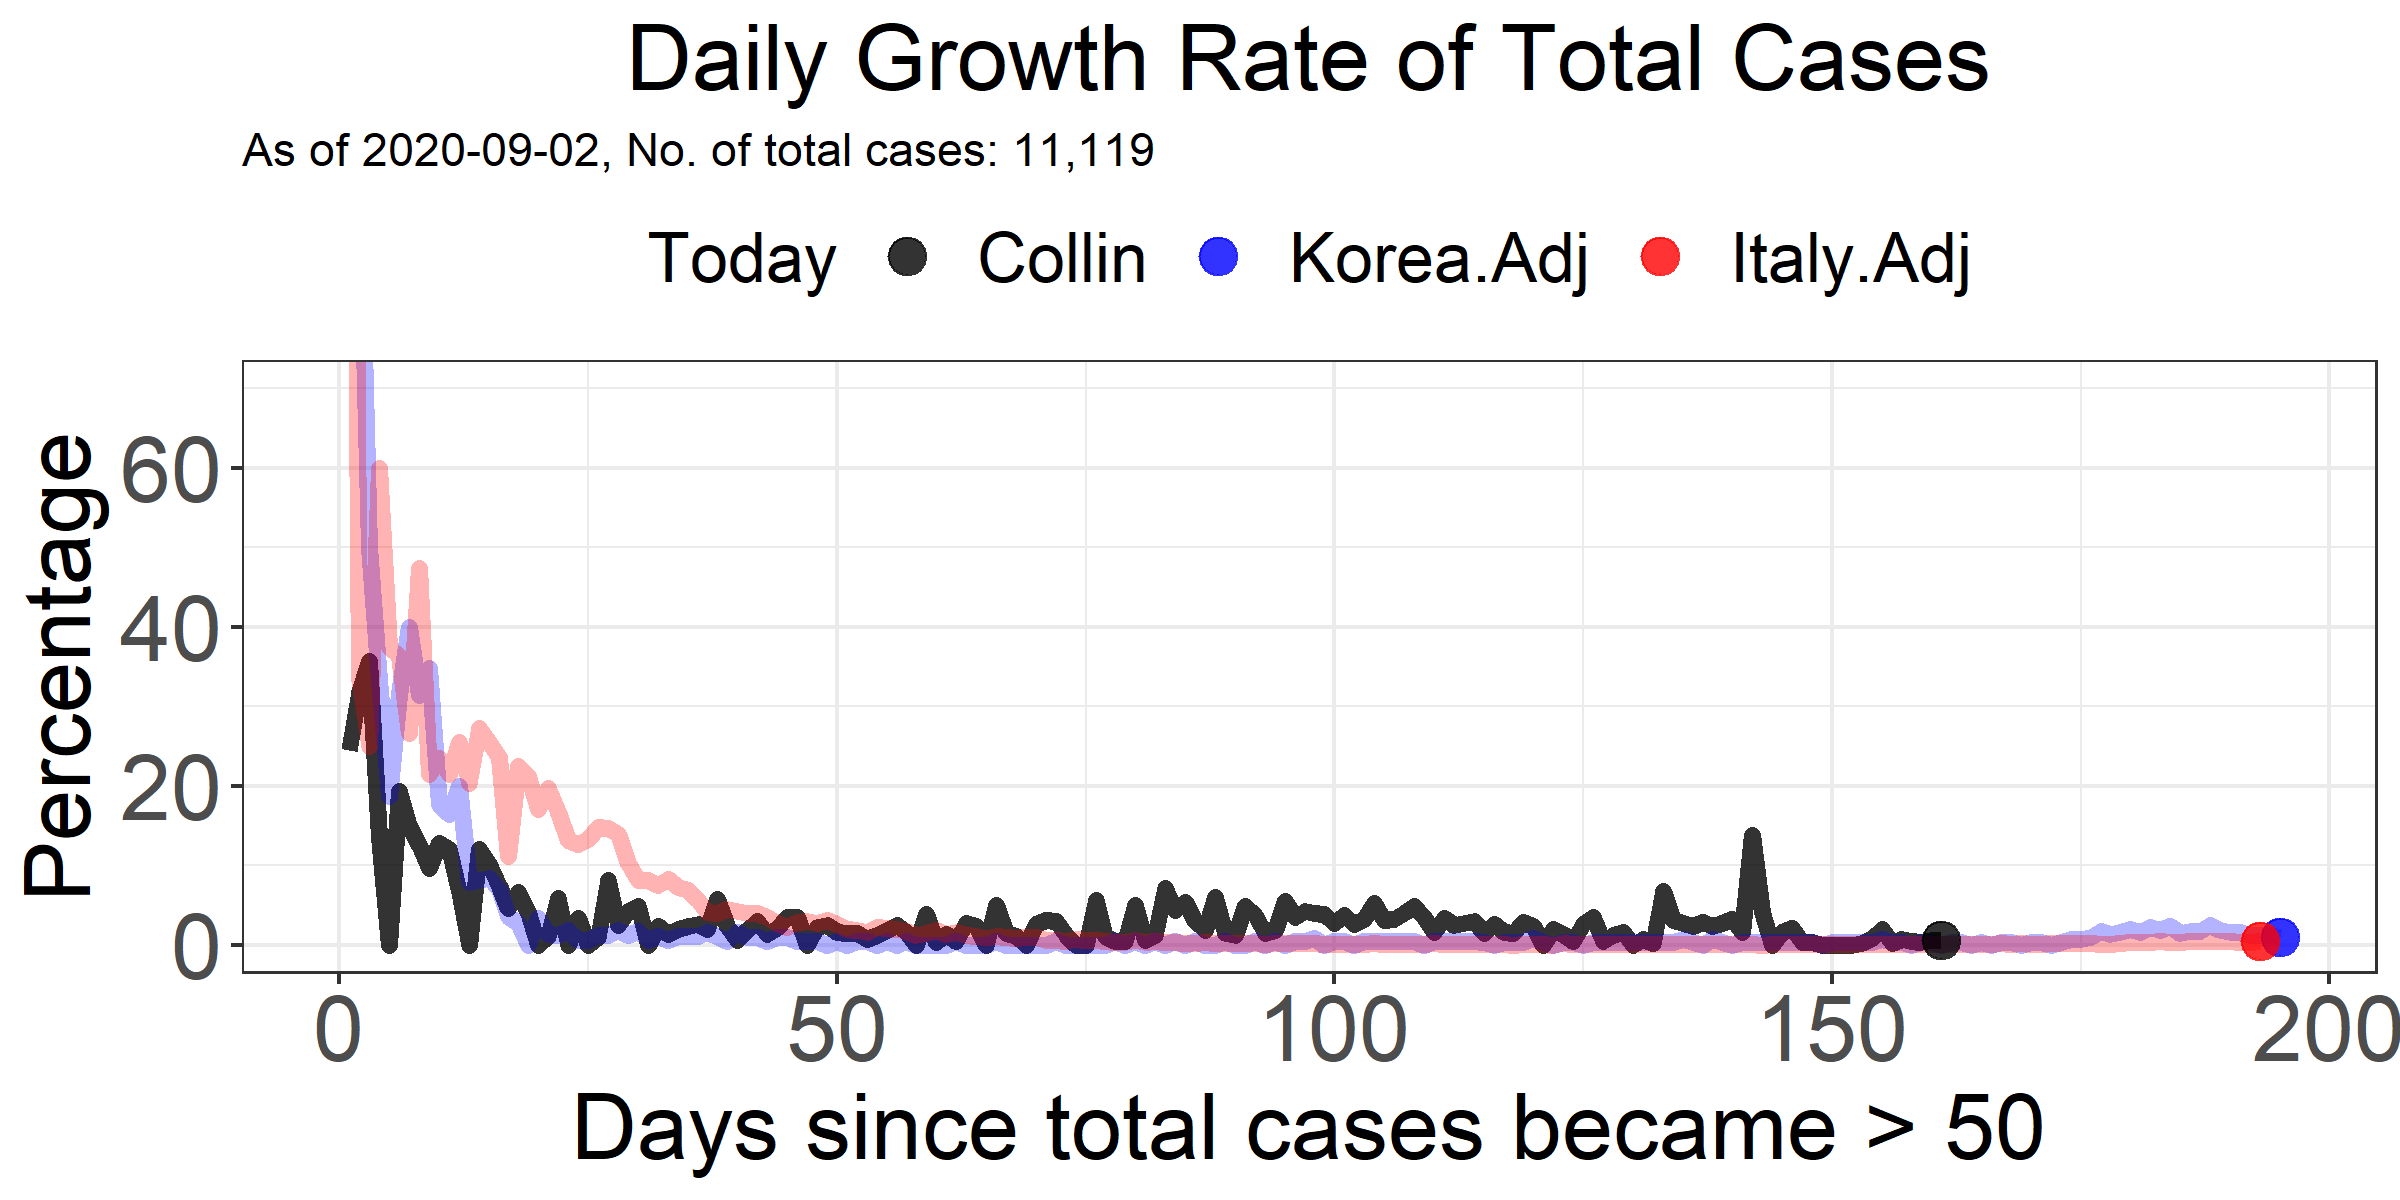 Daily Growth Rate of Total Cases
As of 2020-09-02, No. of total cases: 11,119
Today Collin Korea.Adj Italy.Adj
Percentage
60
40
20
0
0 50 100 150 200
Days since total cases became > 50